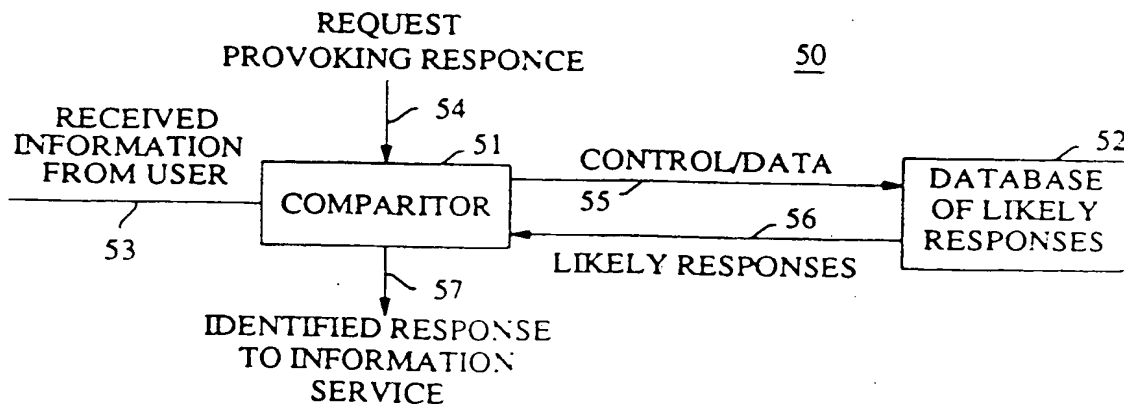 REQUEST
PROVOKING RESPONCE
50
54
RECEIVED
INFORMATION
FROM USER
53
51
COMPARITOR
CONTROL/DATA
55
52
DATABASE
OF LIKELY
RESPONSES
56
LIKELY RESPONSES
57
IDENTIFIED RESPONSE
TO INFORMATION
SERVICE